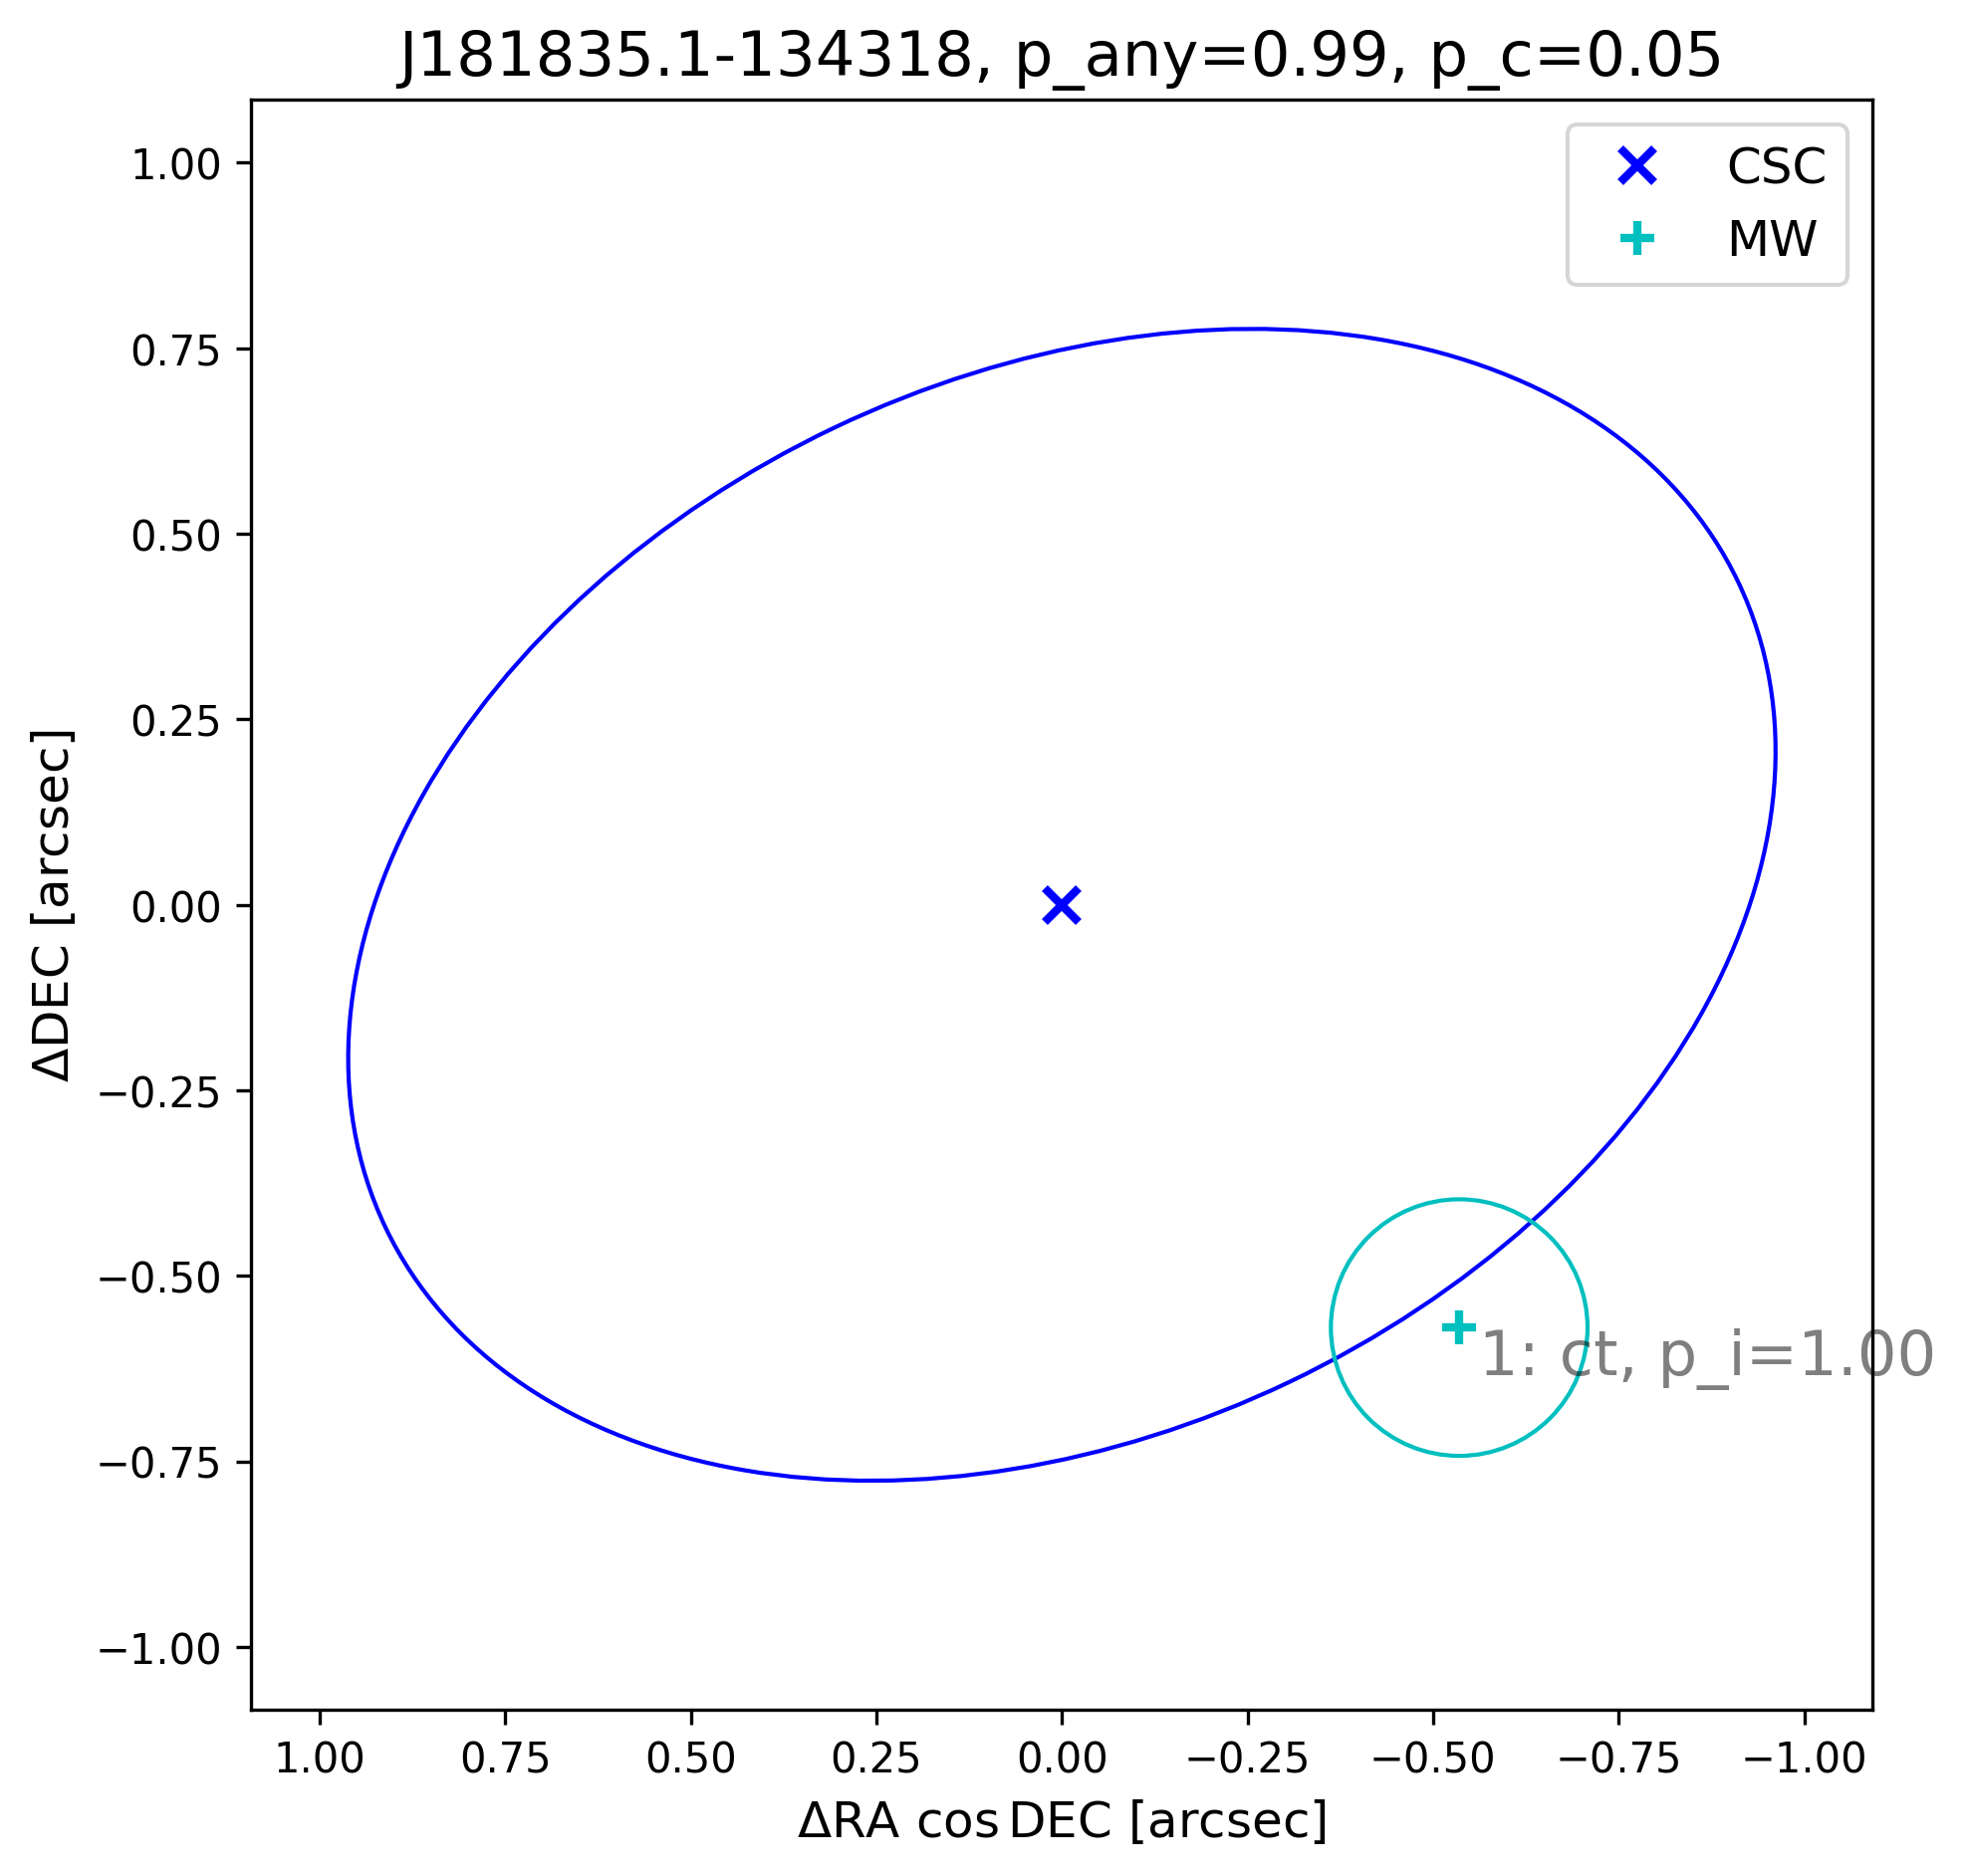 J181835.1-134318, p_any=0.99, p_c=0.05
CSC
MW
1.00
0.75
0.50
0.25
0.00
−0.25
−0.50
−0.75
−1.00
ΔDEC [arcsec]
1: ct, p_i=1.00
1.00 0.75 0.50 0.25 0.00 −0.25 −0.50 −0.75 −1.00
ΔRA cos DEC [arcsec]